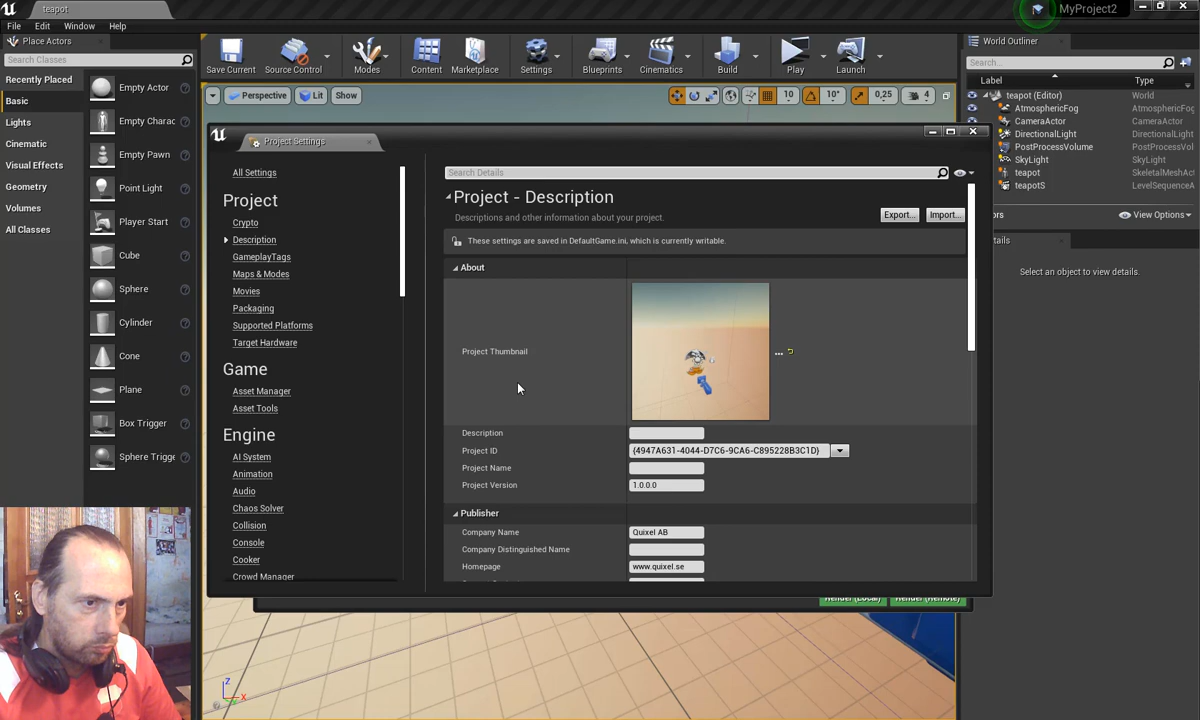 teapot
MyProject2
File Edit Window Help
Place Actors
Search Classes
Recently Placed
Basic
Lights
Cinematic
Visual Effects
Geometry
Volumes
All Classes
Empty Actor
Empty Charac
Empty Pawn
Point Light
Player Start
Cube
Sphere
Cylinder
Cone
Plane
Box Trigger
Sphere Trigge
Save Current
Source Control
Modes
Content
Marketplace
Settings
Blueprints
Cinematics
Build
Play
Launch
Perspective Lit Show
10 10° 0,25 4
World Outliner
Search...
Label Type
teapot (Editor) World
AtmosphericFog AtmosphericFo
CameraActor CameraActor
DirectionalLight DirectionalLigh
PostProcessVolume PostProcessVol
SkyLight SkyLight
teapot SkeletalMeshAc
teapotS LevelSequenceA
ors View Options
tails
Select an object to view details.
Project Settings
All Settings
Project
Crypto
Description
GameplayTags
Maps & Modes
Movies
Packaging
Supported Platforms
Target Hardware
Game
Asset Manager
Asset Tools
Engine
AI System
Animation
Audio
Chaos Solver
Collision
Console
Cooker
Crowd Manager
Search Details
Project - Description
Descriptions and other information about your project.
Export... Import...
These settings are saved in DefaultGame.ini, which is currently writable.
About
Project Thumbnail
...
Description
Project ID {4947A631-4044-D7C6-9CA6-C895228B3C1D}
Project Name
Project Version 1.0.0.0
Publisher
Company Name Quixel AB
Company Distinguished Name
Homepage www.quixel.se
Render (Local) Render (Remote)
Z
X